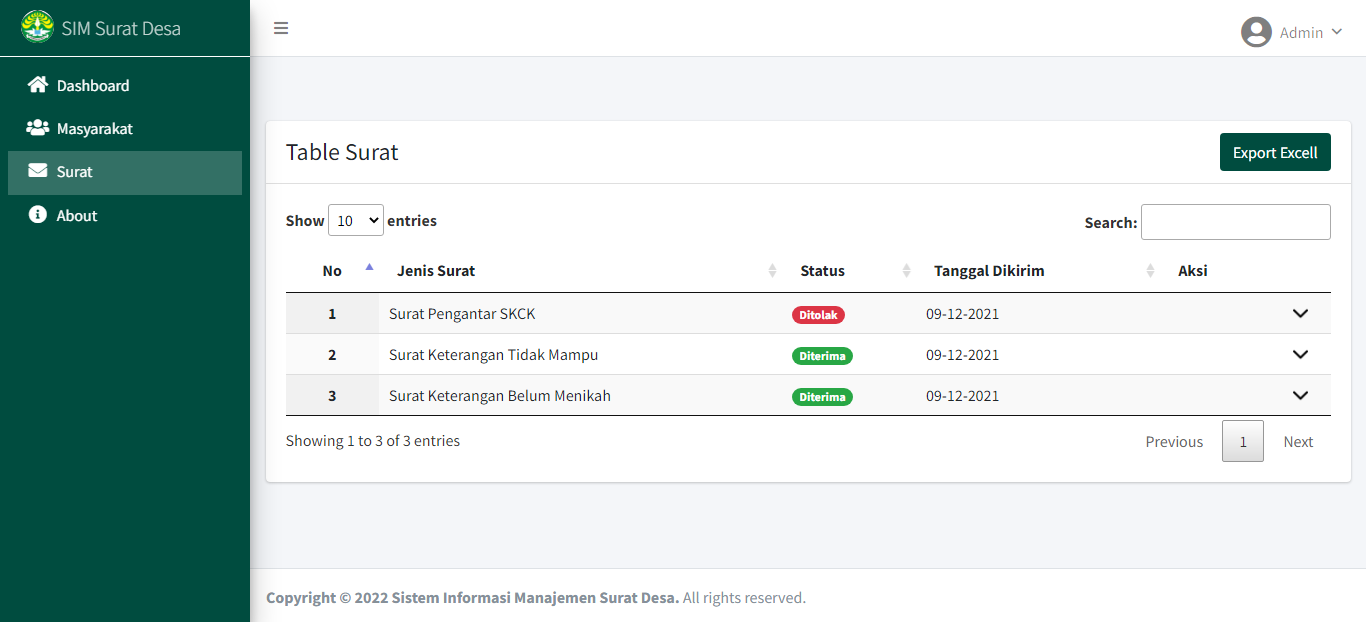 SIM Surat Desa
Admin
Dashboard
Masyarakat
Surat
About
Table Surat
Export Excell
Show 10 entries
Search:
No Jenis Surat Status Tanggal Dikirim Aksi
1 Surat Pengantar SKCK Ditolak 09-12-2021
2 Surat Keterangan Tidak Mampu Diterima 09-12-2021
3 Surat Keterangan Belum Menikah Diterima 09-12-2021
Showing 1 to 3 of 3 entries
Previous 1 Next
Copyright © 2022 Sistem Informasi Manajemen Surat Desa. All rights reserved.